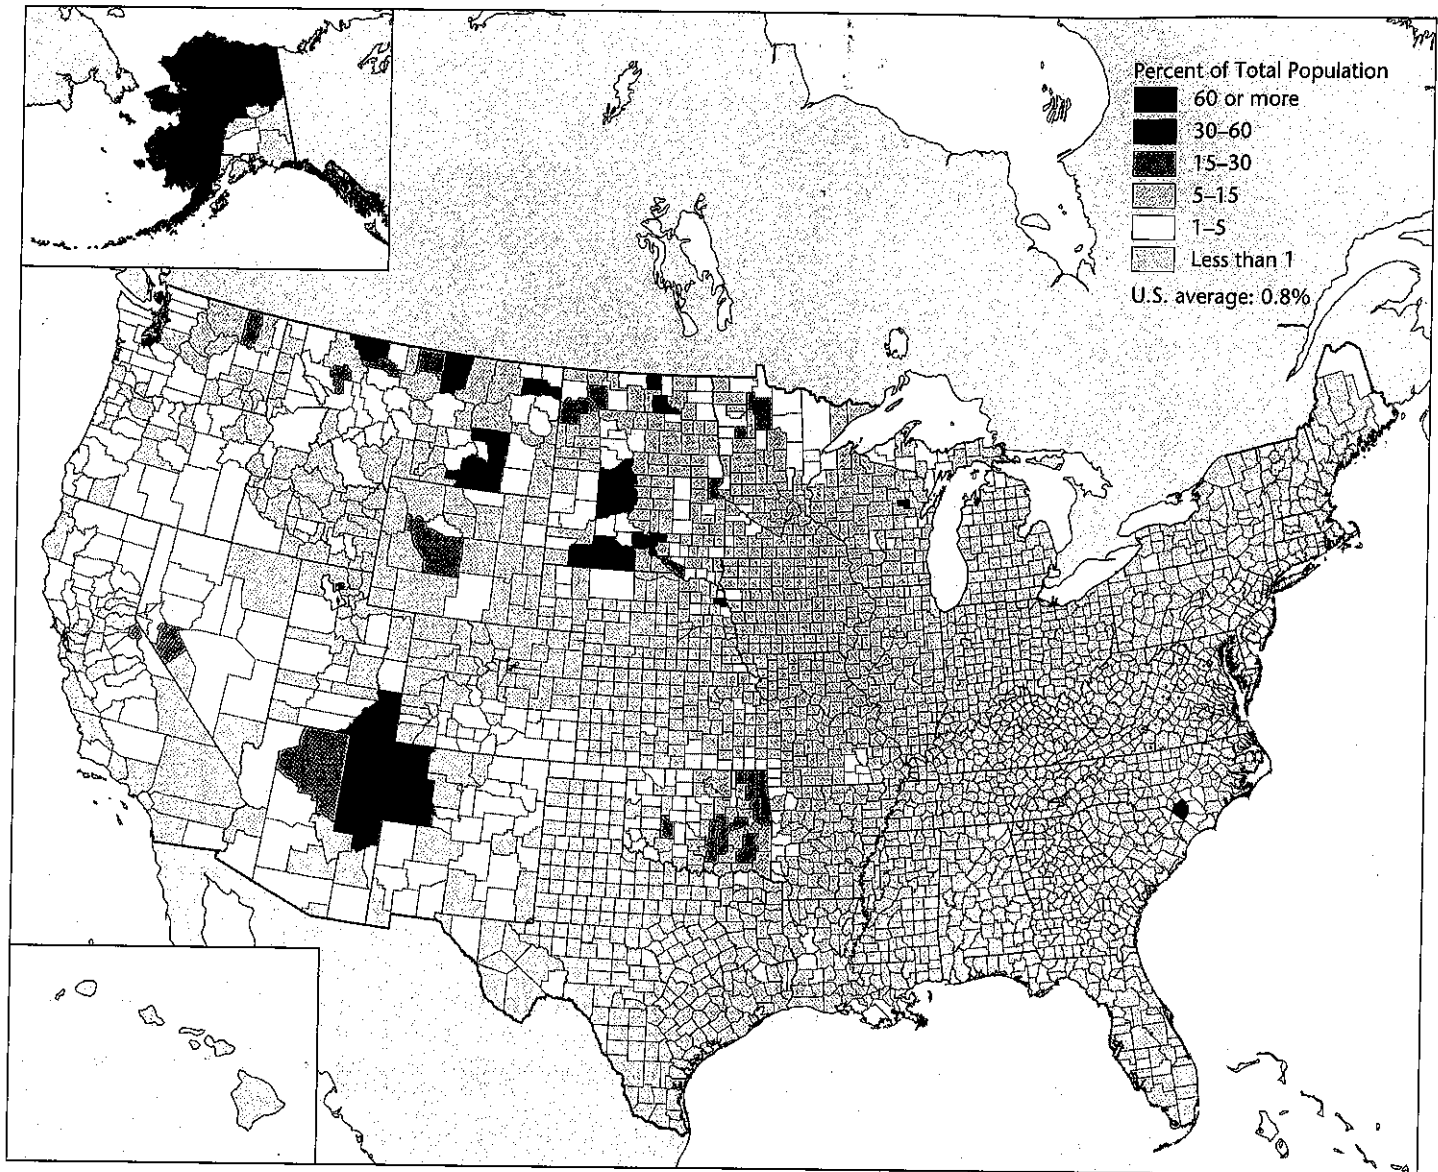 Percent of Total Population
60 or more
30–60
15–30
5–15
1–5
Less than 1
U.S. average: 0.8%